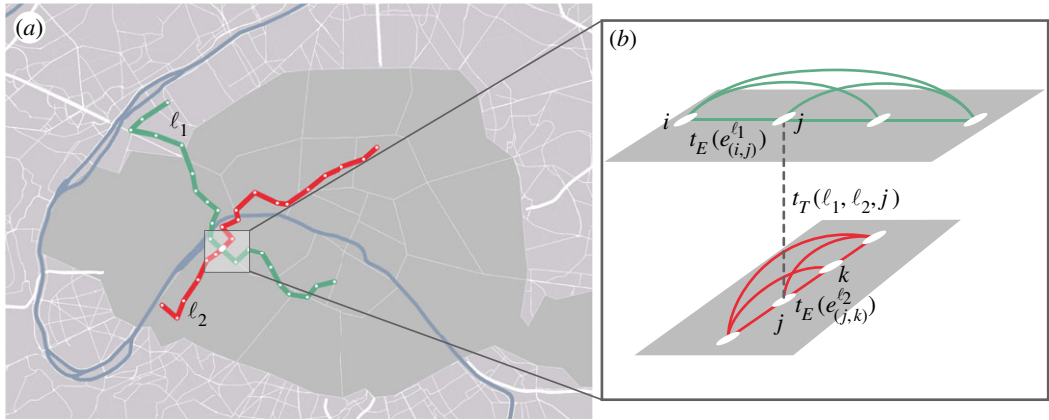 (a)
ℓ₁
ℓ₂
(b)
i
j
t_E(e^{ℓ₁}_{(i,j)})
t_T(ℓ₁, ℓ₂, j)
k
j
t_E(e^{ℓ₂}_{(j,k)})